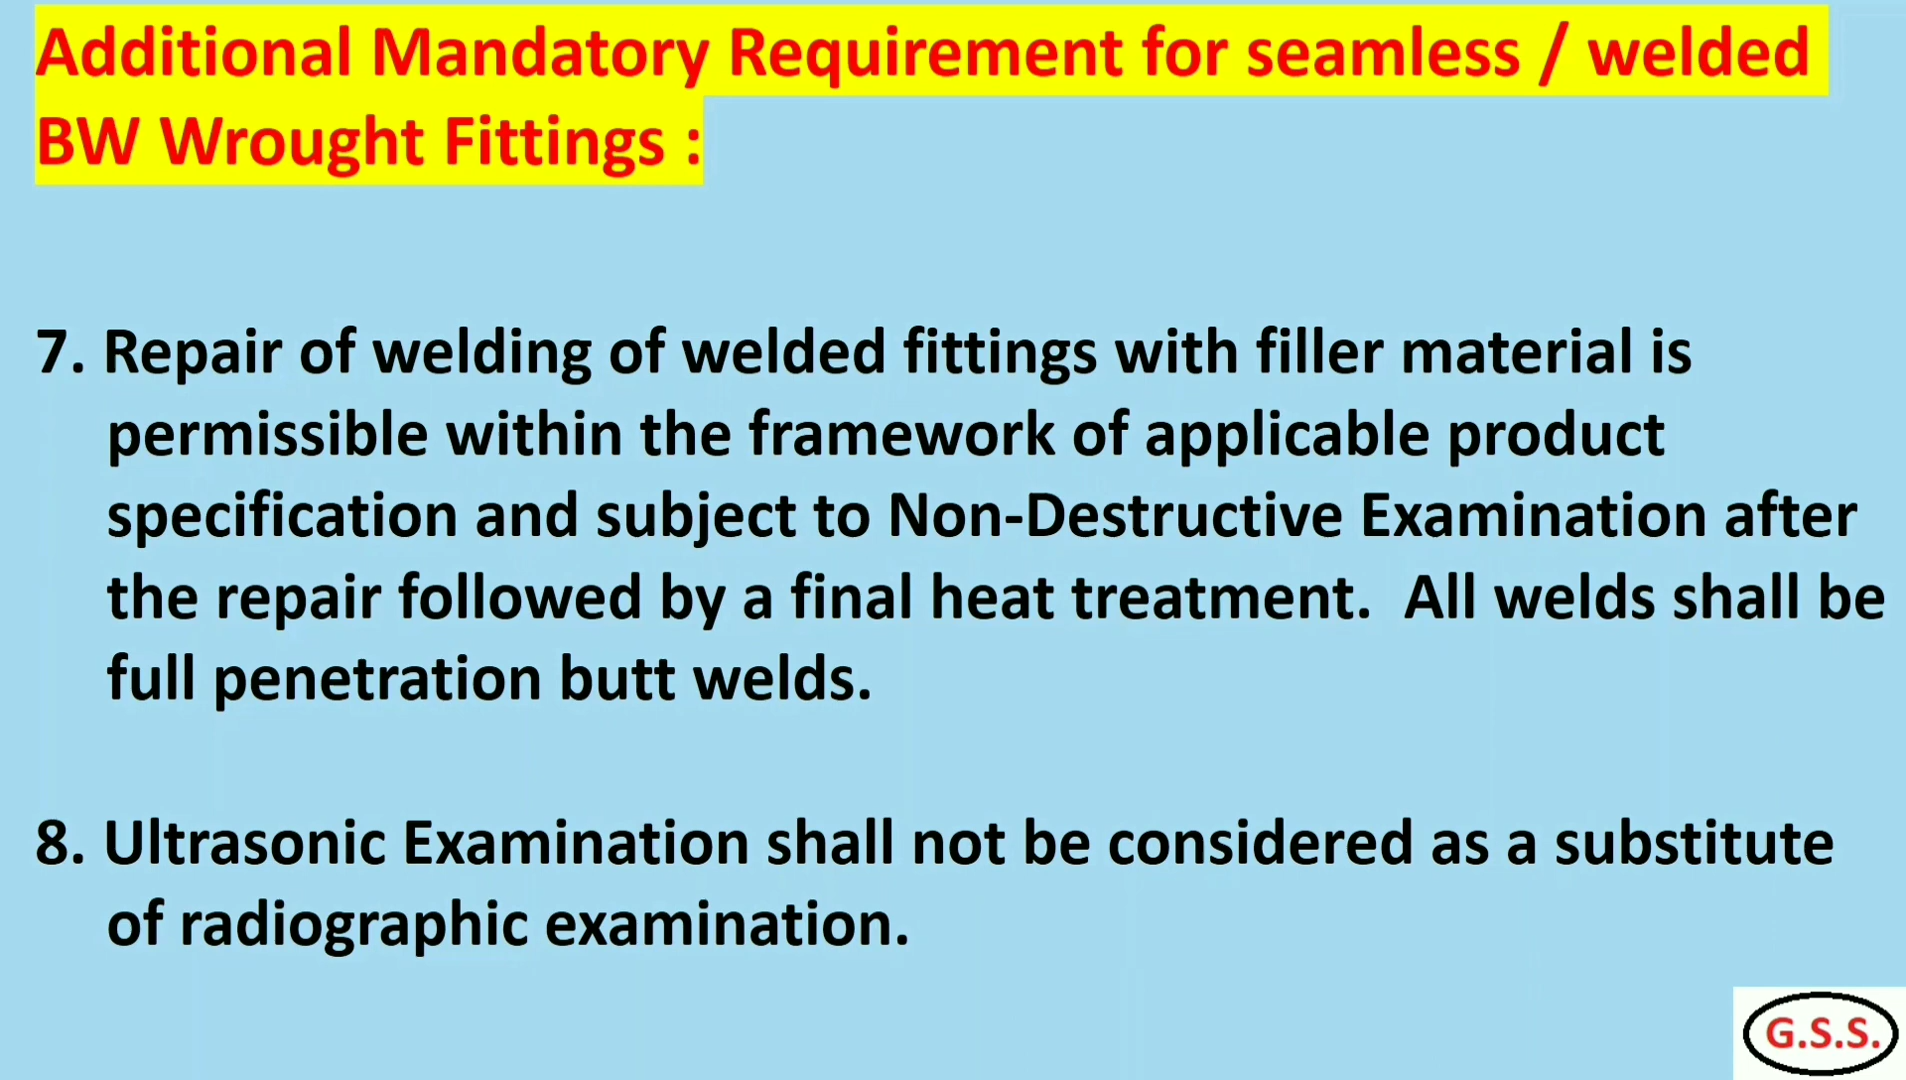 Additional Mandatory Requirement for seamless / welded
BW Wrought Fittings :
7. Repair of welding of welded fittings with filler material is
permissible within the framework of applicable product
specification and subject to Non-Destructive Examination after
the repair followed by a final heat treatment. All welds shall be
full penetration butt welds.
8. Ultrasonic Examination shall not be considered as a substitute
of radiographic examination.
G.S.S.